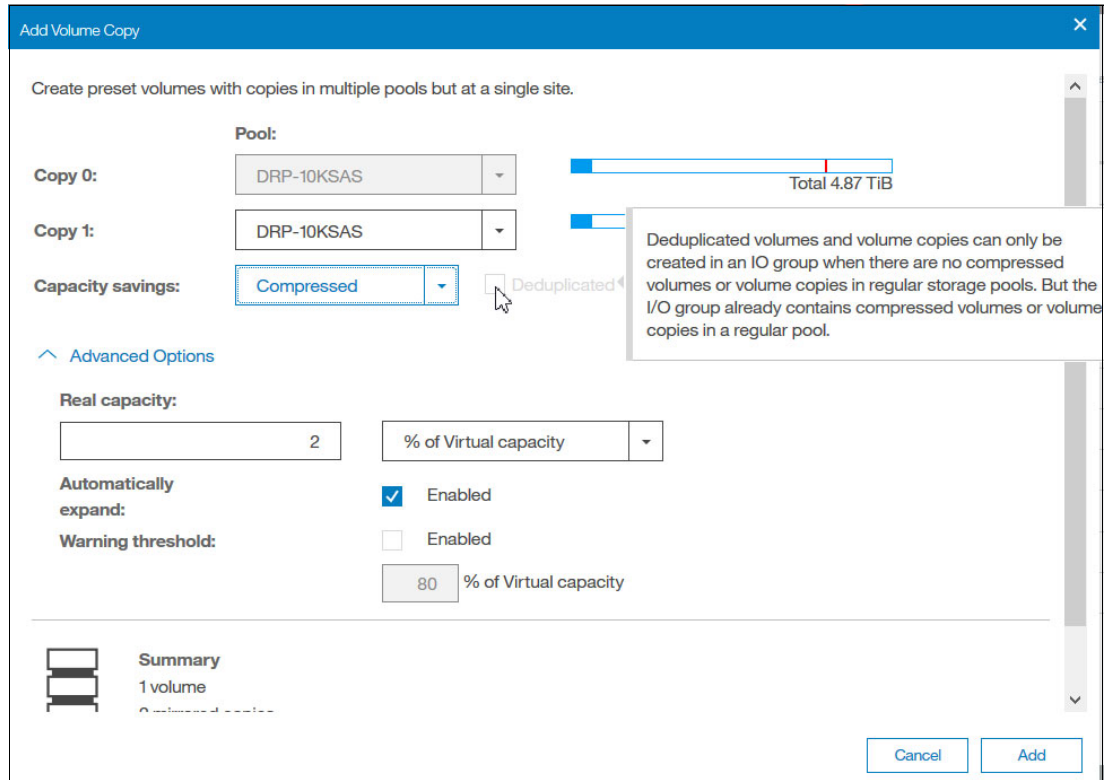 Add Volume Copy
Create preset volumes with copies in multiple pools but at a single site.
Pool:
Copy 0:
DRP-10KSAS
Total 4.87 TiB
Copy 1:
DRP-10KSAS
Deduplicated volumes and volume copies can only be
created in an IO group when there are no compressed
volumes or volume copies in regular storage pools. But the
I/O group already contains compressed volumes or volume
copies in a regular pool.
Capacity savings:
Compressed
Deduplicated
Advanced Options
Real capacity:
2
% of Virtual capacity
Automatically
expand:
Enabled
Warning threshold:
Enabled
80
% of Virtual capacity
Summary
1 volume
Cancel
Add